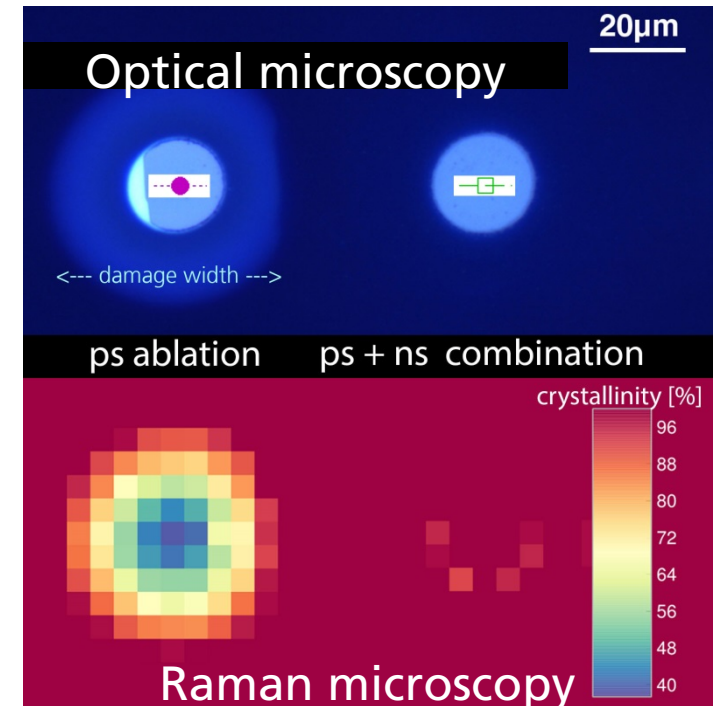 20µm
Optical microscopy
<--- damage width --->
ps ablation
ps + ns combination
crystallinity [%]
96
88
80
72
64
56
48
40
Raman microscopy